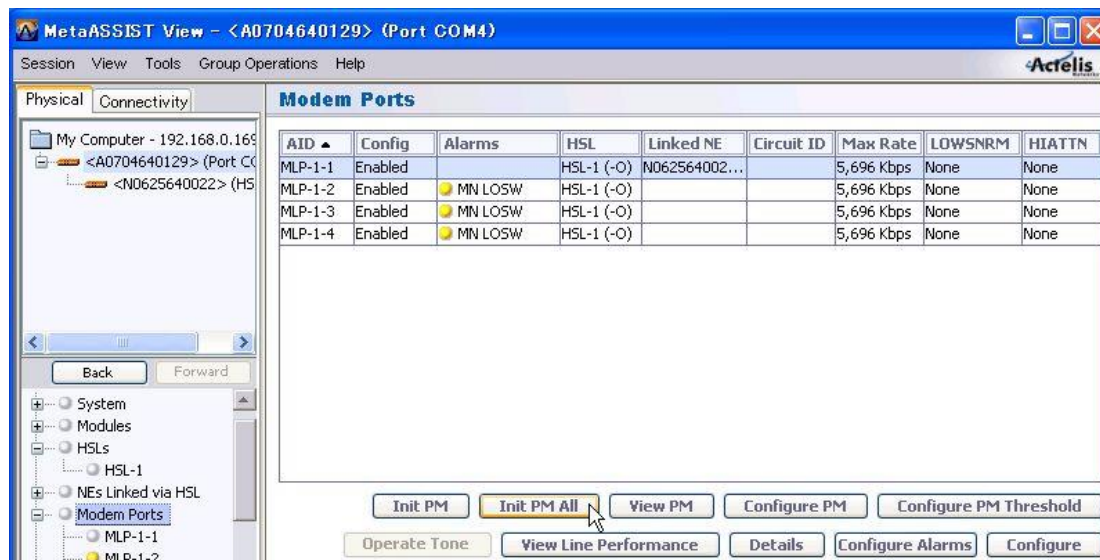 MetaASSIST View - <A0704640129> (Port COM4)
Session View Tools Group Operations Help
Actelis
Physical Connectivity
My Computer - 192.168.0.169
<A0704640129> (Port CO
<N0625640022> (HS
Back Forward
System
Modules
HSLs
HSL-1
NEs Linked via HSL
Modem Ports
MLP-1-1
MLP-1-2
Modem Ports
AID Config Alarms HSL Linked NE Circuit ID Max Rate LOWSNRM HIATTN
MLP-1-1 Enabled HSL-1 (-O) N062564002... 5,696 Kbps None None
MLP-1-2 Enabled MN LOSW HSL-1 (-O) 5,696 Kbps None None
MLP-1-3 Enabled MN LOSW HSL-1 (-O) 5,696 Kbps None None
MLP-1-4 Enabled MN LOSW HSL-1 (-O) 5,696 Kbps None None
Init PM Init PM All View PM Configure PM Configure PM Threshold
Operate Tone View Line Performance Details Configure Alarms Configure